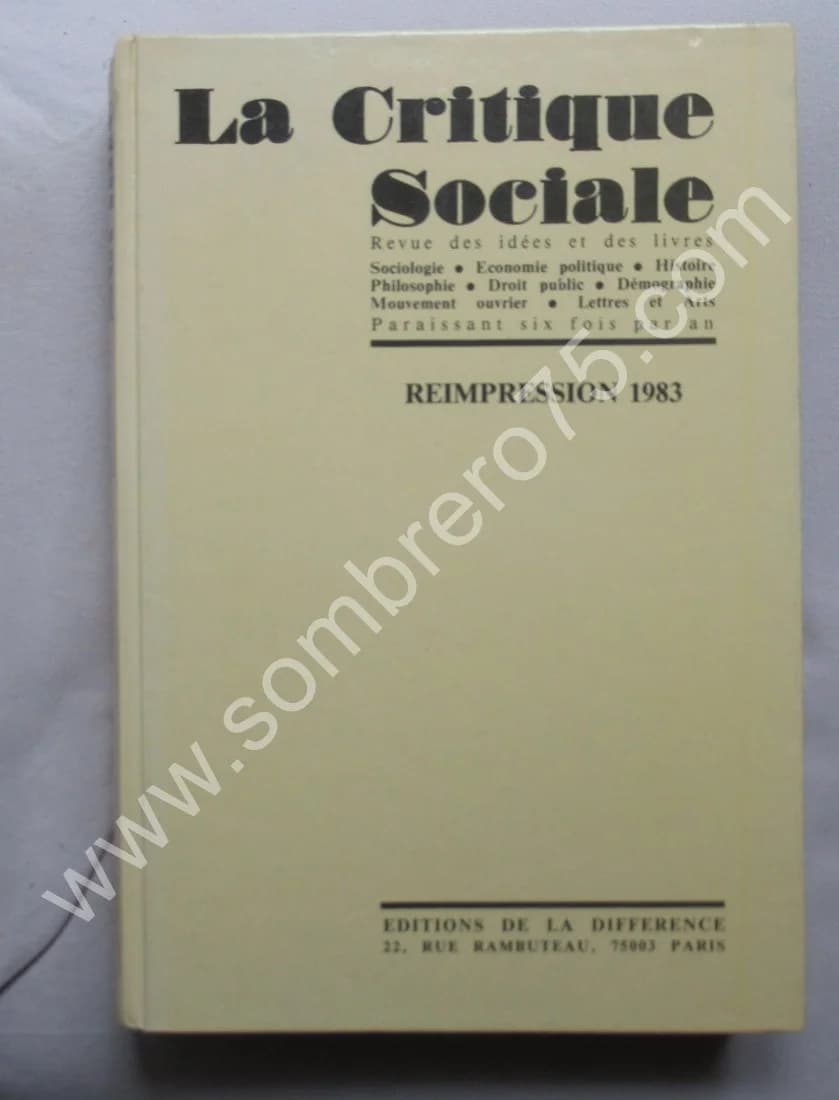 La Critique
Sociale
Revue des idées et des livres
Sociologie • Economie politique • Histoire
Philosophie • Droit public • Démographie
Mouvement ouvrier • Lettres et Arts
Paraissant six fois par an
REIMPRESSION 1983
www.sombrero75.com
EDITIONS DE LA DIFFERENCE
22, RUE RAMBUTEAU, 75003 PARIS